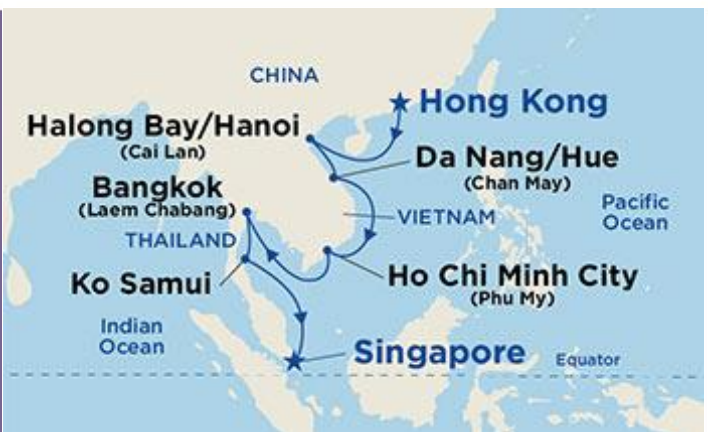 CHINA
Hong Kong
Halong Bay/Hanoi
(Cai Lan)
Da Nang/Hue
(Chan May)
Bangkok
(Laem Chabang)
Pacific
Ocean
VIETNAM
THAILAND
Ko Samui
Ho Chi Minh City
(Phu My)
Indian
Ocean
Singapore
Equator